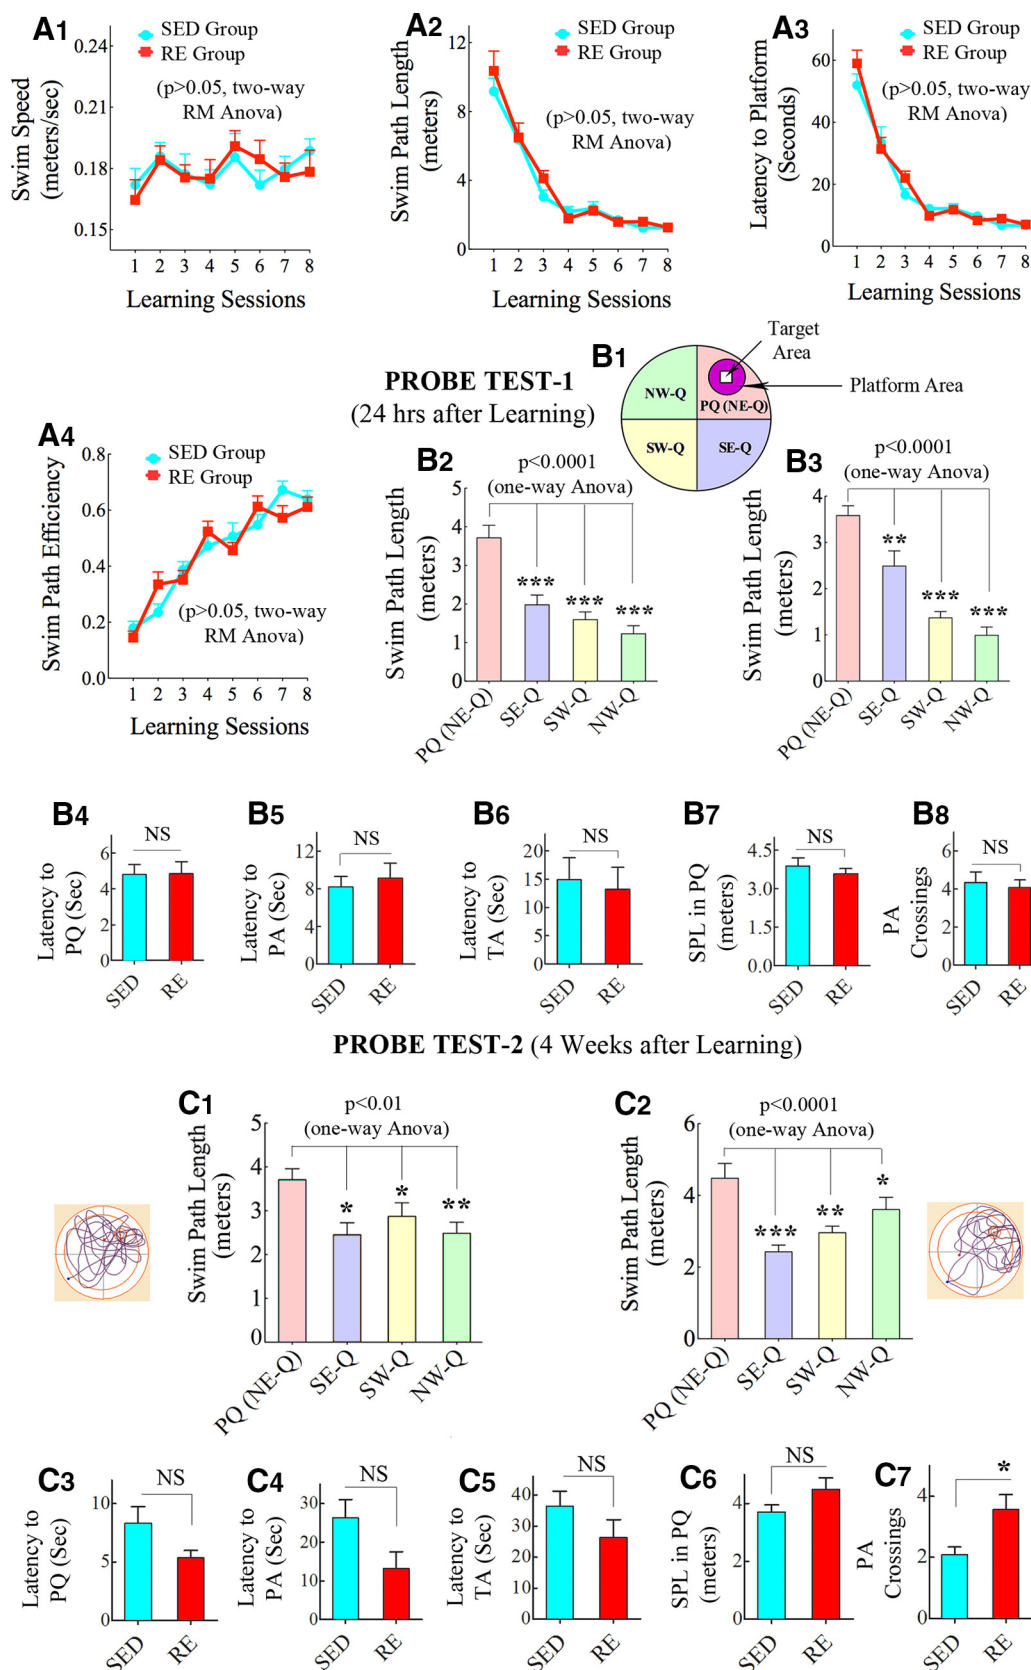 A1
SED Group
RE Group
(p>0.05, two-way
RM Anova)
Swim Speed
(meters/sec)
0.24
0.21
0.18
0.15
1 2 3 4 5 6 7 8
Learning Sessions
A2
SED Group
RE Group
(p>0.05, two-way
RM Anova)
Swim Path Length
(meters)
12
8
4
0
1 2 3 4 5 6 7 8
Learning Sessions
A3
SED Group
RE Group
(p>0.05, two-way
RM Anova)
Latency to Platform
(Seconds)
60
40
20
0
1 2 3 4 5 6 7 8
Learning Sessions
A4
SED Group
RE Group
(p>0.05, two-way
RM Anova)
Swim Path Efficiency
0.8
0.6
0.4
0.2
0.0
1 2 3 4 5 6 7 8
Learning Sessions
PROBE TEST-1
(24 hrs after Learning)
B1
Target
Area
Platform Area
NW-Q
PQ (NE-Q)
SW-Q
SE-Q
B2
p<0.0001
(one-way Anova)
Swim Path Length
(meters)
5
4
3
2
1
0
***
***
***
PQ (NE-Q)
SE-Q
SW-Q
NW-Q
B3
p<0.0001
(one-way Anova)
Swim Path Length
(meters)
4
3
2
1
0
**
***
***
PQ (NE-Q)
SE-Q
SW-Q
NW-Q
B4
NS
Latency to
PQ (Sec)
6
4
2
0
SED
RE
B5
NS
Latency to
PA (Sec)
12
8
4
0
SED
RE
B6
NS
Latency to
TA (Sec)
20
15
10
5
0
SED
RE
B7
NS
SPL in PQ
(meters)
4.5
3.0
1.5
0.0
SED
RE
B8
NS
PA
Crossings
6
4
2
0
SED
RE
PROBE TEST-2 (4 Weeks after Learning)
C1
p<0.01
(one-way Anova)
Swim Path Length
(meters)
5
4
3
2
1
0
*
*
**
PQ (NE-Q)
SE-Q
SW-Q
NW-Q
C2
p<0.0001
(one-way Anova)
Swim Path Length
(meters)
6
4
2
0
***
**
*
PQ (NE-Q)
SE-Q
SW-Q
NW-Q
C3
NS
Latency to
PQ (Sec)
10
5
0
SED
RE
C4
NS
Latency to
PA (Sec)
30
20
10
0
SED
RE
C5
NS
Latency to
TA (Sec)
40
30
20
10
0
SED
RE
C6
NS
SPL in PQ
(meters)
4
2
0
SED
RE
C7
*
PA
Crossings
4
2
0
SED
RE